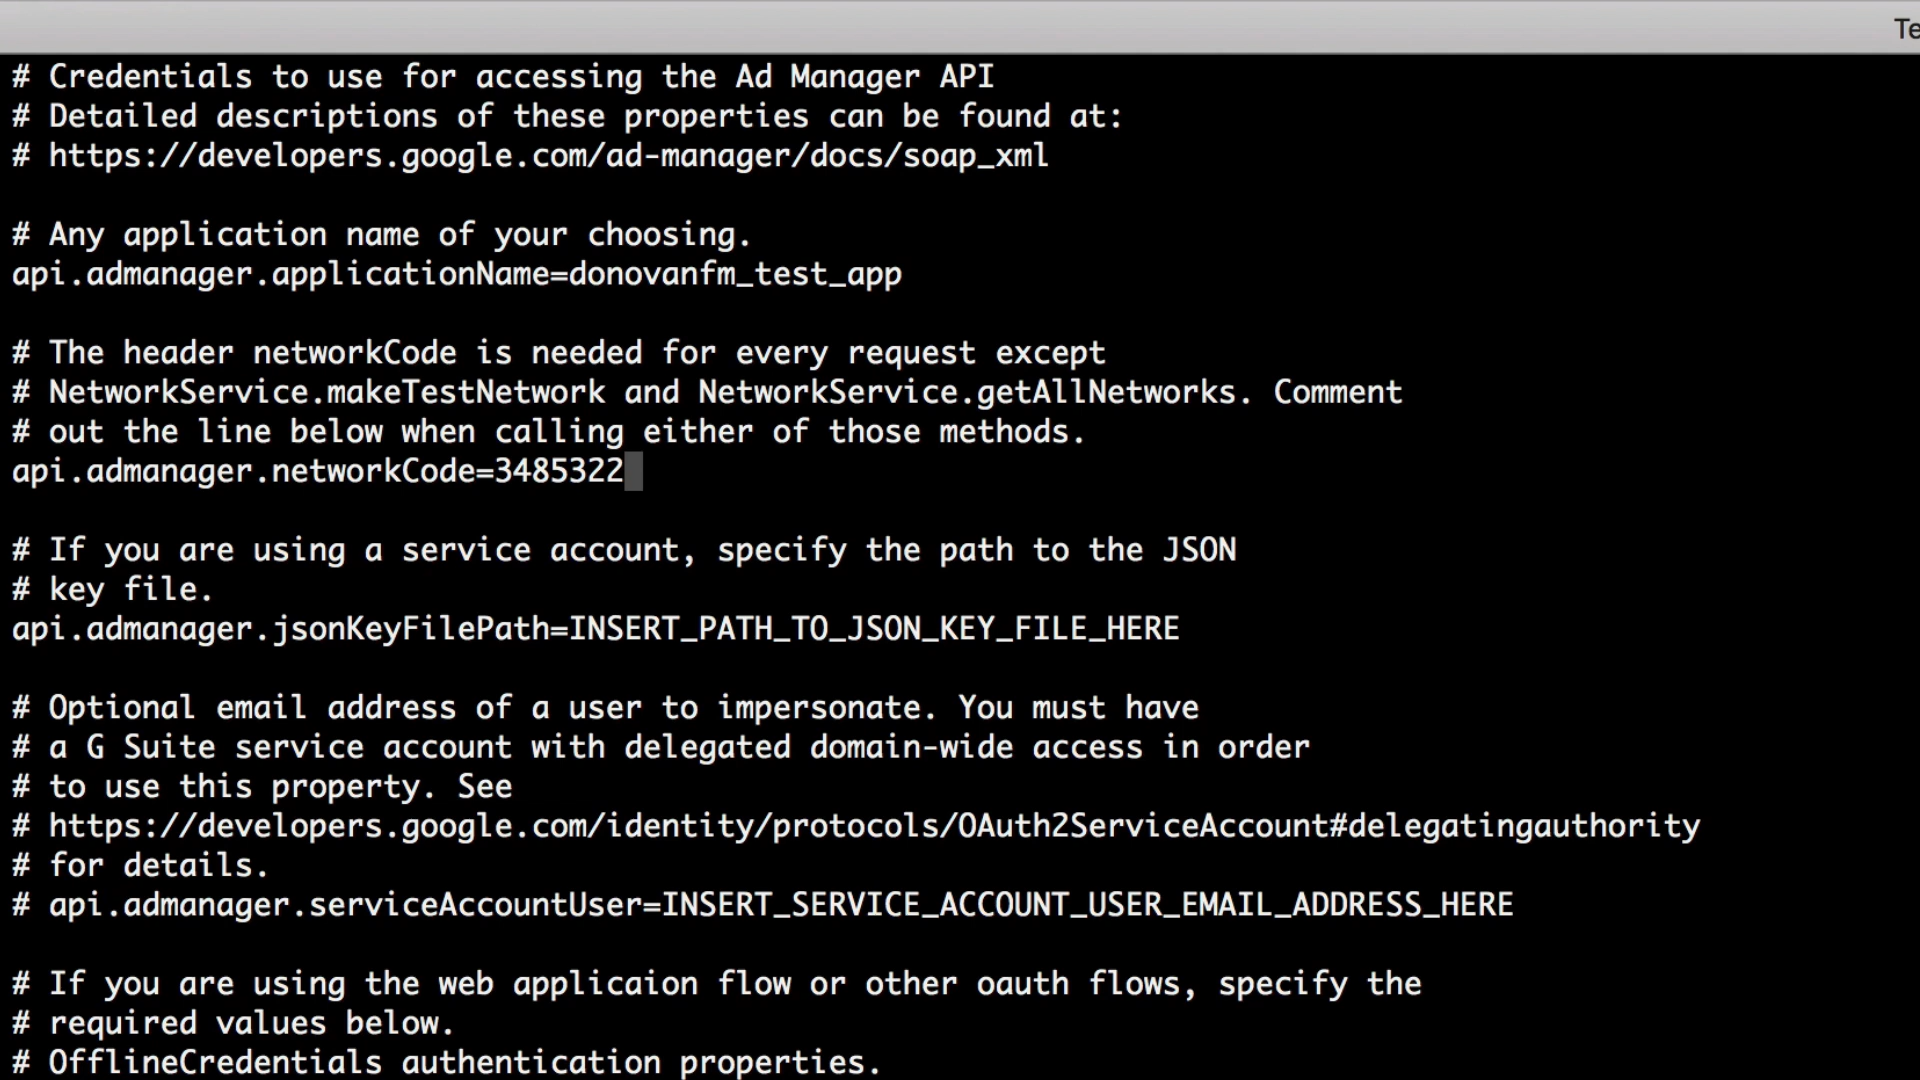 Te
# Credentials to use for accessing the Ad Manager API
# Detailed descriptions of these properties can be found at:
# https://developers.google.com/ad-manager/docs/soap_xml
# Any application name of your choosing.
api.admanager.applicationName=donovanfm_test_app
# The header networkCode is needed for every request except
# NetworkService.makeTestNetwork and NetworkService.getAllNetworks. Comment
# out the line below when calling either of those methods.
api.admanager.networkCode=3485322
# If you are using a service account, specify the path to the JSON
# key file.
api.admanager.jsonKeyFilePath=INSERT_PATH_TO_JSON_KEY_FILE_HERE
# Optional email address of a user to impersonate. You must have
# a G Suite service account with delegated domain-wide access in order
# to use this property. See
# https://developers.google.com/identity/protocols/OAuth2ServiceAccount#delegatingauthority
# for details.
# api.admanager.serviceAccountUser=INSERT_SERVICE_ACCOUNT_USER_EMAIL_ADDRESS_HERE
# If you are using the web applicaion flow or other oauth flows, specify the
# required values below.
# OfflineCredentials authentication properties.